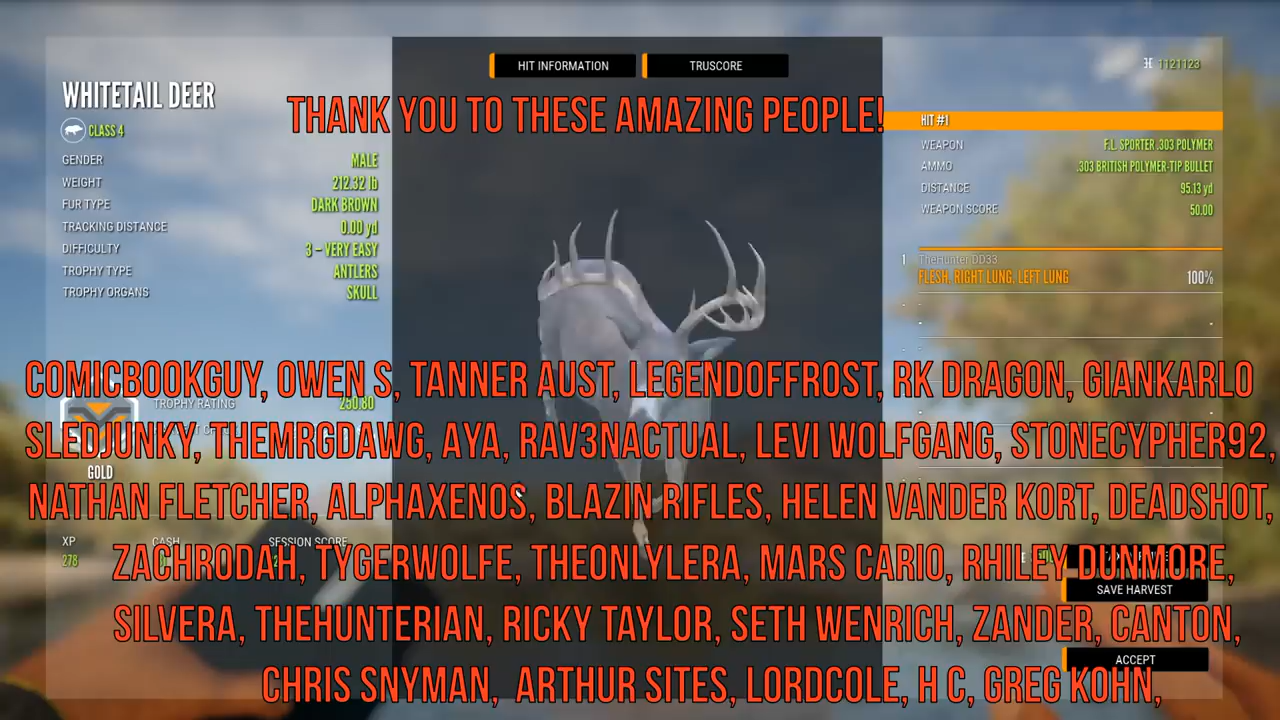 HIT INFORMATION
TRUSCORE
1121123
WHITETAIL DEER
CLASS 4
THANK YOU TO THESE AMAZING PEOPLE!
GENDER MALE
WEIGHT 212.32 lb
FUR TYPE DARK BROWN
TRACKING DISTANCE 0.00 yd
DIFFICULTY 3 – VERY EASY
TROPHY TYPE ANTLERS
TROPHY ORGANS SKULL
HIT #1
WEAPON F.L. SPORTER .303 POLYMER
AMMO .303 BRITISH POLYMER-TIP BULLET
DISTANCE 95.13 yd
WEAPON SCORE 50.00
1 TheHunter DD33
FLESH, RIGHT LUNG, LEFT LUNG 100%
COMICBOOKGUY, OWEN S, TANNER AUST, LEGENDOFFROST, RK DRAGON, GIANKARLO
TROPHY RATING 250.80
SLEDJUNKY, THEMRGDAWG, AYA, RAV3NACTUAL, LEVI WOLFGANG, STONECYPHER92,
GOLD
NATHAN FLETCHER, ALPHAXENOS, BLAZIN RIFLES, HELEN VANDER KORT, DEADSHOT,
XP CASH SESSION SCORE
278
ZACHRODAH, TYGERWOLFE, THEONLYLERA, MARS CARIO, RHILEY DUNMORE,
SAVE HARVEST
SILVERA, THEHUNTERIAN, RICKY TAYLOR, SETH WENRICH, ZANDER, CANTON,
ACCEPT
CHRIS SNYMAN, ARTHUR SITES, LORDCOLE, H C, GREG KOHN,